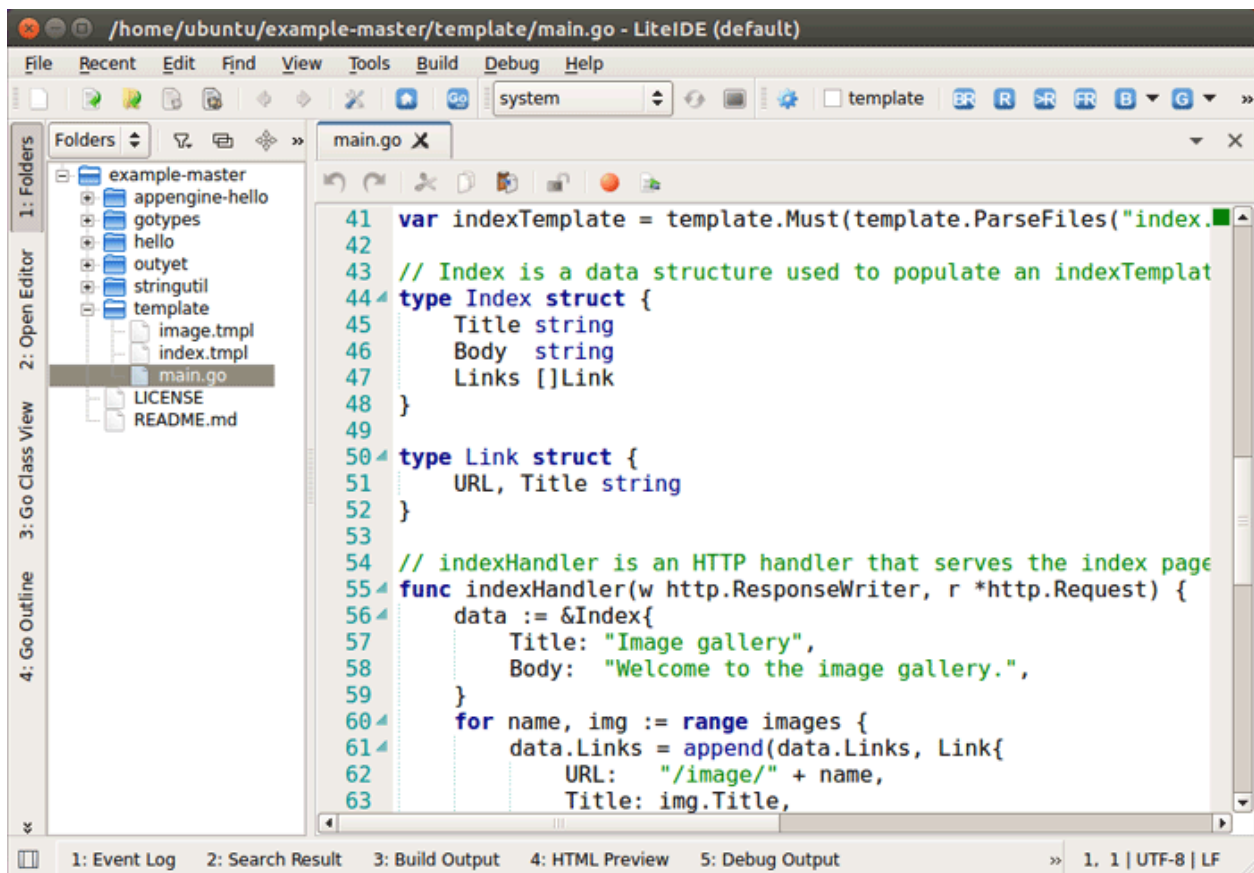 /home/ubuntu/example-master/template/main.go - LiteIDE (default)
File Recent Edit Find View Tools Build Debug Help
Go system template BR R >R FR B G »
1: Folders
2: Open Editor
3: Go Class View
4: Go Outline
Folders »
example-master
appengine-hello
gotypes
hello
outyet
stringutil
template
image.tmpl
index.tmpl
main.go
LICENSE
README.md
main.go
41 var indexTemplate = template.Must(template.ParseFiles("index.
42
43 // Index is a data structure used to populate an indexTemplat
44 type Index struct {
45     Title string
46     Body  string
47     Links []Link
48 }
49
50 type Link struct {
51     URL, Title string
52 }
53
54 // indexHandler is an HTTP handler that serves the index page
55 func indexHandler(w http.ResponseWriter, r *http.Request) {
56     data := &Index{
57         Title: "Image gallery",
58         Body:  "Welcome to the image gallery.",
59     }
60     for name, img := range images {
61         data.Links = append(data.Links, Link{
62             URL:   "/image/" + name,
63             Title: img.Title,
1: Event Log 2: Search Result 3: Build Output 4: HTML Preview 5: Debug Output » 1, 1 | UTF-8 | LF